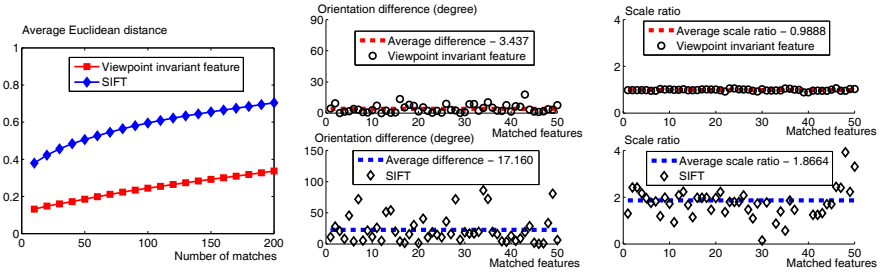 Average Euclidean distance
1
0.8
0.6
0.4
0.2
0
0 50 100 150 200
Number of matches
Viewpoint invariant feature
SIFT
Orientation difference (degree)
90
60
30
0
0 10 20 30 40 50
Matched features
Average difference − 3.437
Viewpoint invariant feature
Scale ratio
4
2
0
0 10 20 30 40 50
Matched features
Average scale ratio − 0.9888
Viewpoint invariant feature
Orientation difference (degree)
150
100
50
0
0 10 20 30 40 50
Matched features
Average difference − 17.160
SIFT
Scale ratio
4
2
0
0 10 20 30 40 50
Matched features
Average scale ratio − 1.8664
SIFT